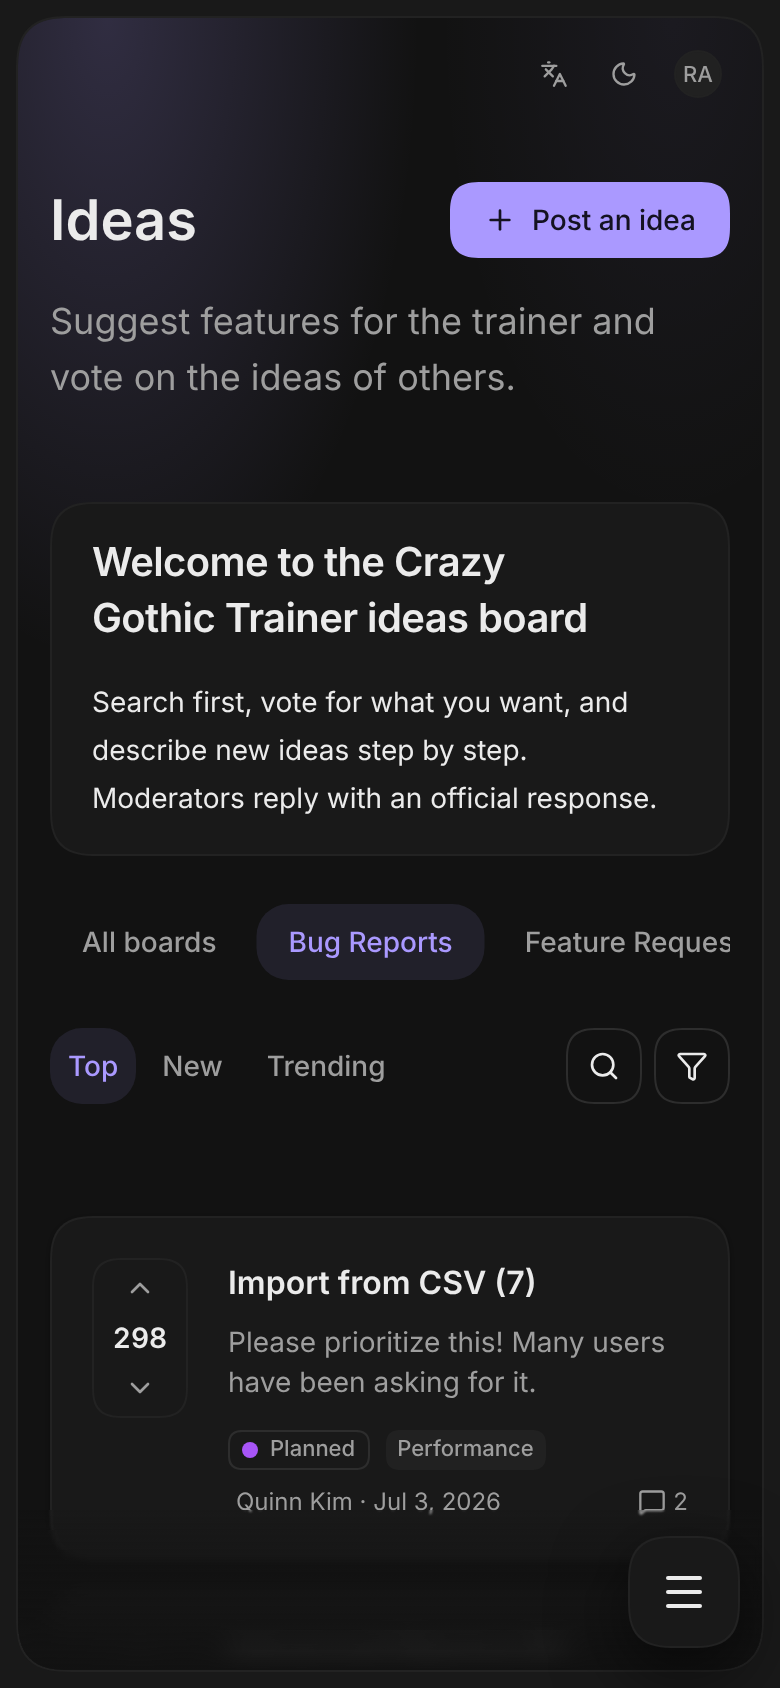 RA
Ideas
Post an idea
Suggest features for the trainer and
vote on the ideas of others.
Welcome to the Crazy
Gothic Trainer ideas board
Search first, vote for what you want, and
describe new ideas step by step.
Moderators reply with an official response.
All boards Bug Reports Feature Reques
Top New Trending
Import from CSV (7)
298
Please prioritize this! Many users
have been asking for it.
Planned Performance
Quinn Kim · Jul 3, 2026 2